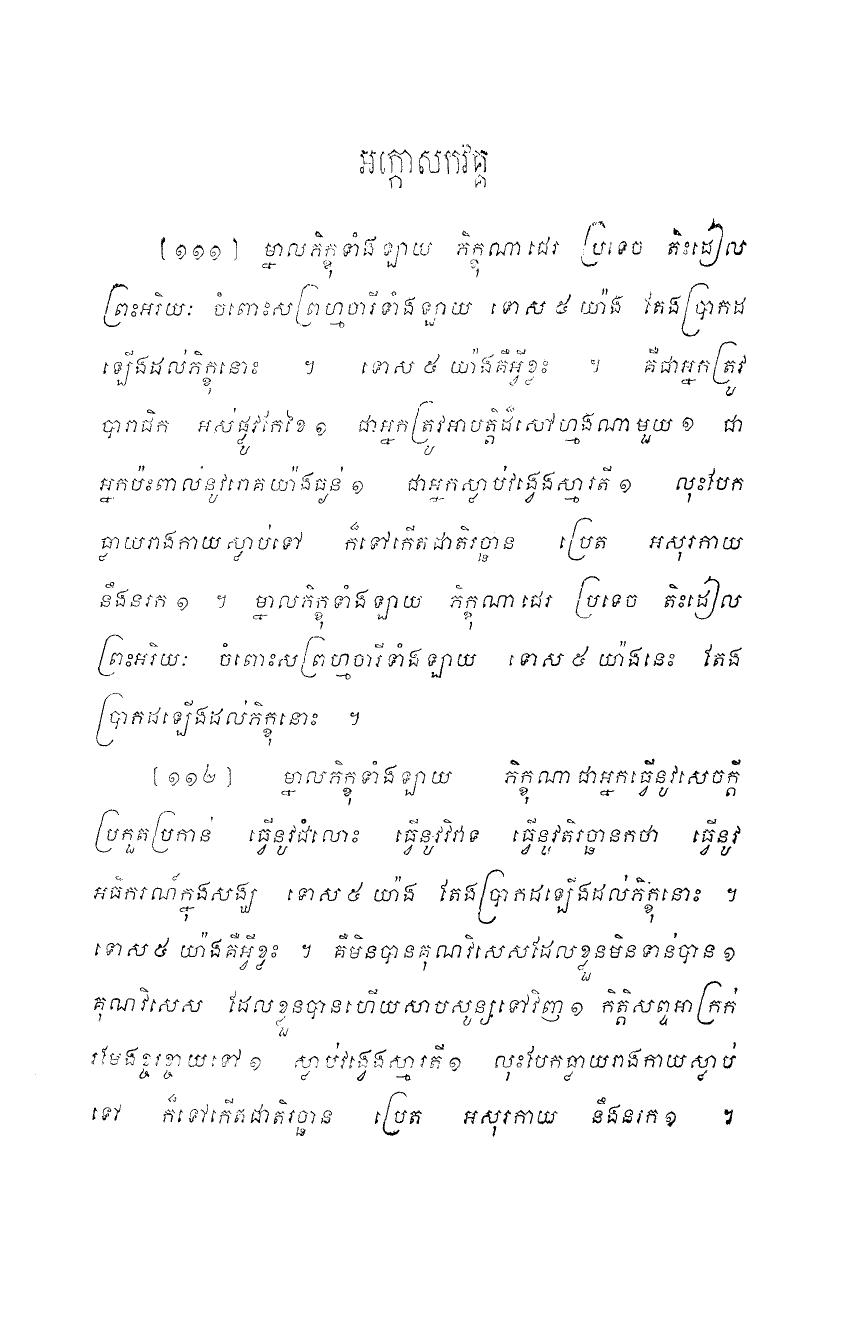 អក្កោសកវគ្គ
[១១១] ម្នាលភិក្ខុទាំងឡាយ ភិក្ខុណាជេរ ប្រទេច តិះដៀល
ព្រះអរិយៈ ចំពោះសព្រហ្មចារីទាំងឡាយ ទោស ៥ យ៉ាង តែងប្រាកដ
ឡើងដល់ភិក្ខុនោះ ។ ទោស ៥ យ៉ាងគឺអ្វីខ្លះ ។ គឺជាអ្នកត្រូវ
បារាជិក អស់ផ្លូវកែខៃ ១ ជាអ្នកត្រូវអាបត្តិដ៏សៅហ្មងណាមួយ ១ ជា
អ្នកប៉ះពាល់នូវរោគយ៉ាងធ្ងន់ ១ ជាអ្នកស្លាប់វង្វេងស្មារតី ១ លុះបែក
ធ្លាយរាងកាយស្លាប់ទៅ ក៏ទៅកើតជាតិរច្ឆាន ប្រេត អសុរកាយ
នឹងនរក ១ ។ ម្នាលភិក្ខុទាំងឡាយ ភិក្ខុណាជេរ ប្រទេច តិះដៀល
ព្រះអរិយៈ ចំពោះសព្រហ្មចារីទាំងឡាយ ទោស ៥ យ៉ាងនេះ តែង
ប្រាកដឡើងដល់ភិក្ខុនោះ ។
[១១២] ម្នាលភិក្ខុទាំងឡាយ ភិក្ខុណាជាអ្នកធ្វើនូវសេចក្តី
ប្រកួតប្រកាន់ ធ្វើនូវជំលោះ ធ្វើនូវវិវាទ ធ្វើនូវតិរច្ឆានកថា ធ្វើនូវ
អធិករណ៍ក្នុងសង្ឃ ទោស ៥ យ៉ាង តែងប្រាកដឡើងដល់ភិក្ខុនោះ ។
ទោស ៥ យ៉ាងគឺអ្វីខ្លះ ។ គឺមិនបានគុណវិសេសដែលខ្លួនមិនទាន់បាន ១
គុណវិសេស ដែលខ្លួនបានហើយសាបសូន្យទៅវិញ ១ កិត្តិសព្ទអាក្រក់
រមែងខ្ចរខ្ចាយទៅ ១ ស្លាប់វង្វេងស្មារតី ១ លុះបែកធ្លាយរាងកាយស្លាប់
ទៅ ក៏ទៅកើតជាតិរច្ឆាន ប្រេត អសុរកាយ នឹងនរក ១ ។